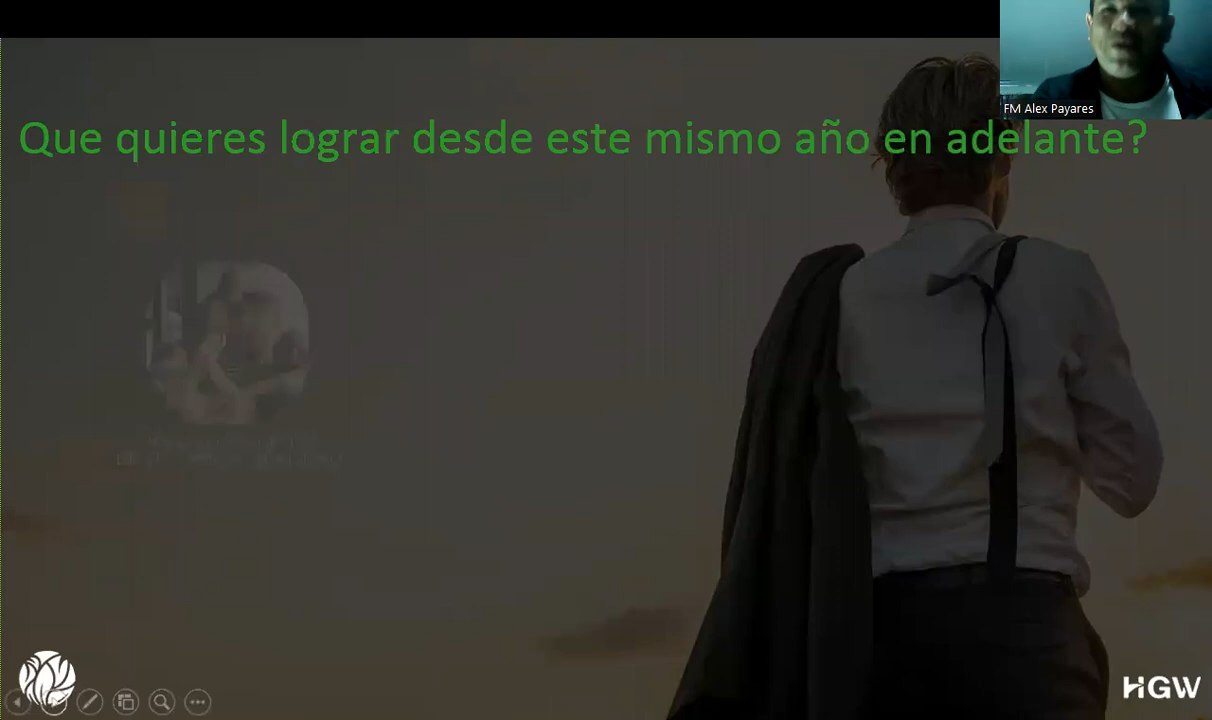 FM Alex Payares
Que quieres lograr desde este mismo año en adelante?
HGW